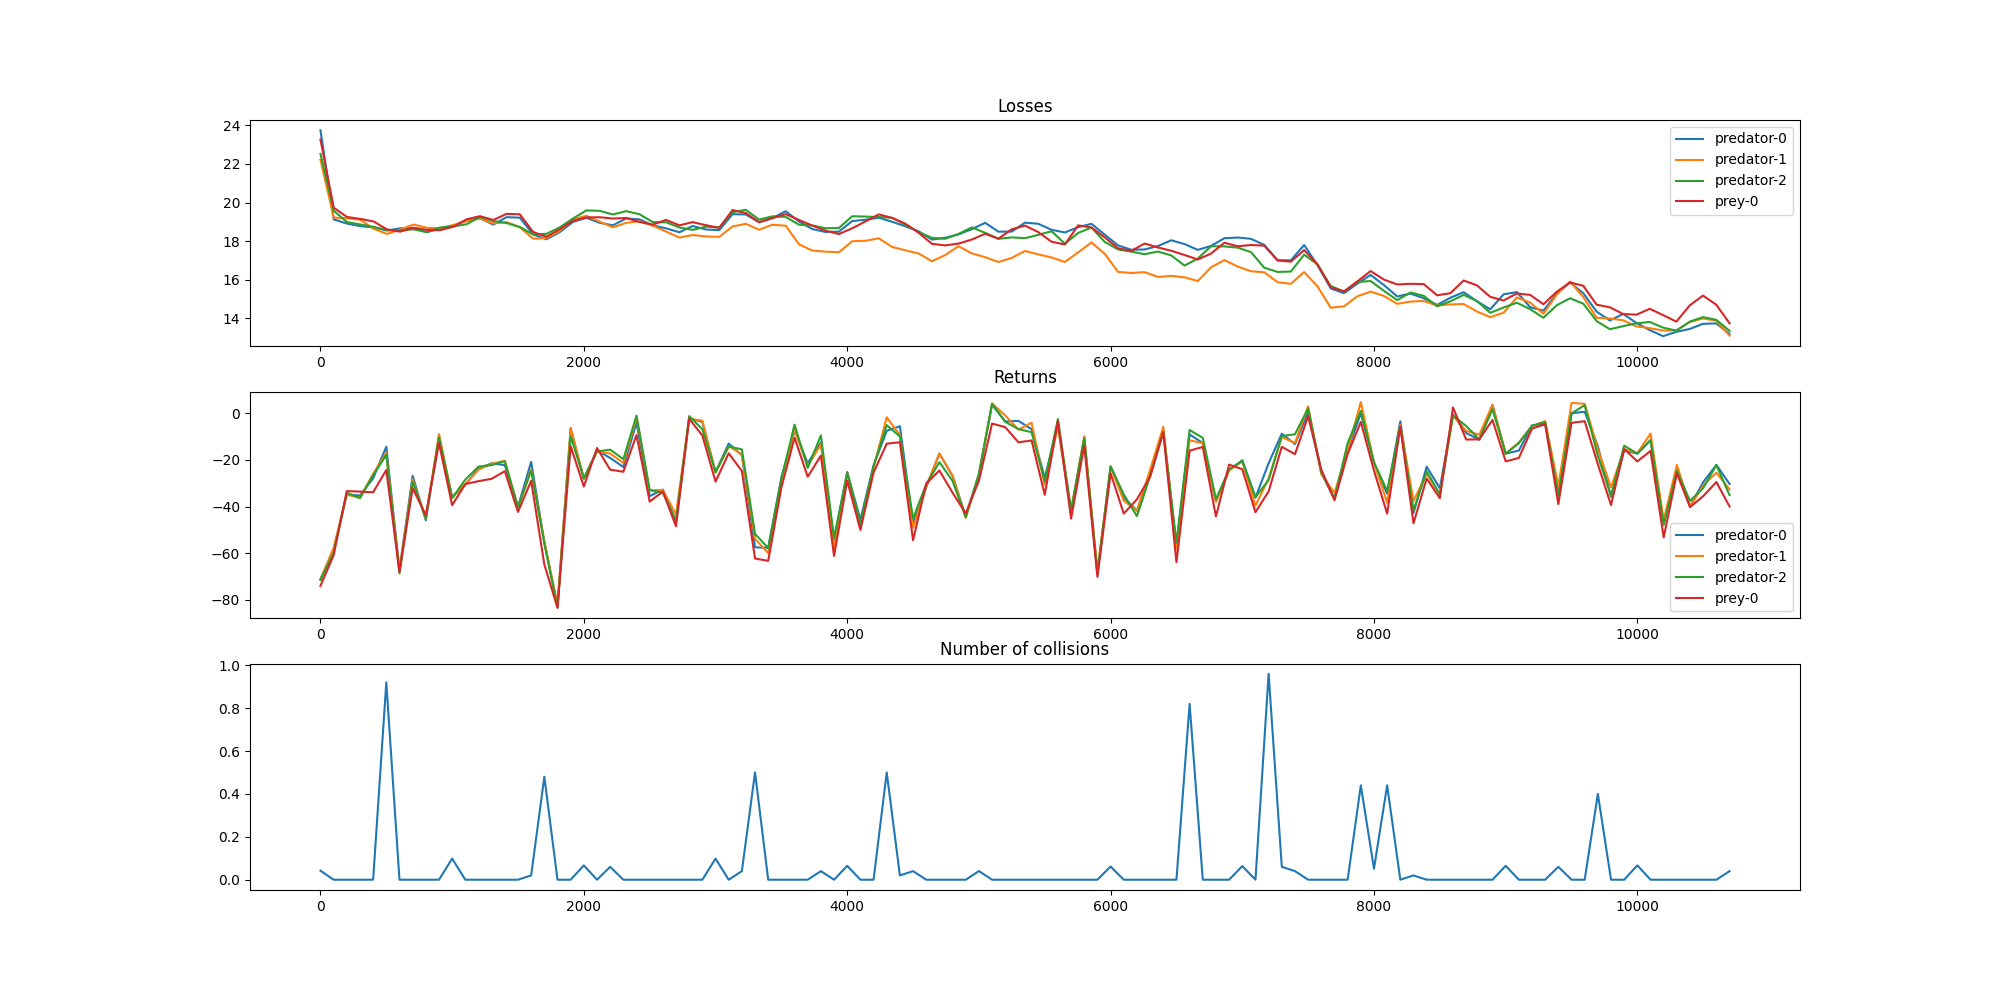 Losses
24
22
20
18
16
14
0 2000 4000 6000 8000 10000
predator-0
predator-1
predator-2
prey-0
Returns
0
−20
−40
−60
−80
0 2000 4000 6000 8000 10000
predator-0
predator-1
predator-2
prey-0
Number of collisions
1.0
0.8
0.6
0.4
0.2
0.0
0 2000 4000 6000 8000 10000